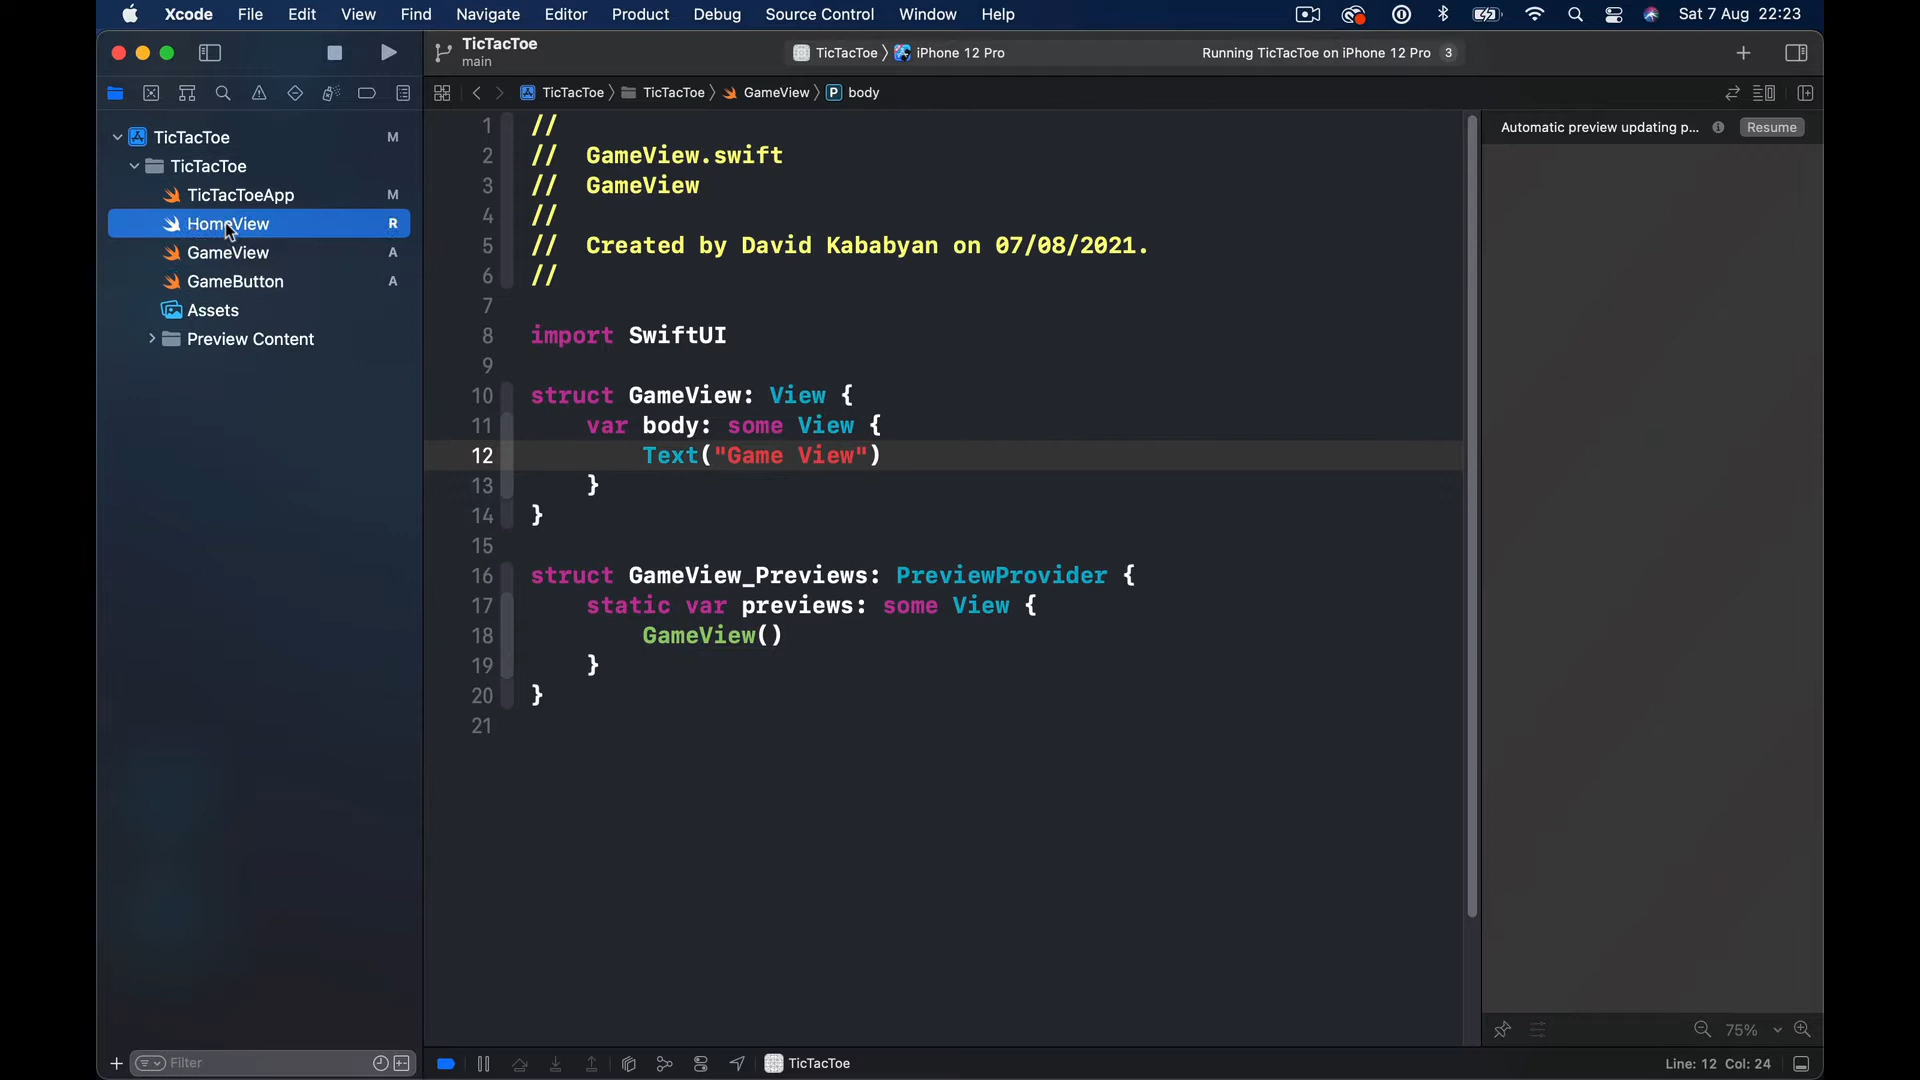 Xcode File Edit View Find Navigate Editor Product Debug Source Control Window Help Sat 7 Aug 22:23
TicTacToe
main
TicTacToe 〉 iPhone 12 Pro
Running TicTacToe on iPhone 12 Pro 3
TicTacToe 〉 TicTacToe 〉 GameView 〉 P body
TicTacToe M
TicTacToe
TicTacToeApp M
HomeView R
GameView A
GameButton A
Assets
Preview Content
Filter
1 //
2 // GameView.swift
3 // GameView
4 //
5 // Created by David Kababyan on 07/08/2021.
6 //
7
8 import SwiftUI
9
10 struct GameView: View {
11 var body: some View {
12 Text("Game View")
13 }
14 }
15
16 struct GameView_Previews: PreviewProvider {
17 static var previews: some View {
18 GameView()
19 }
20 }
21
Automatic preview updating p... Resume
75%
TicTacToe
Line: 12 Col: 24